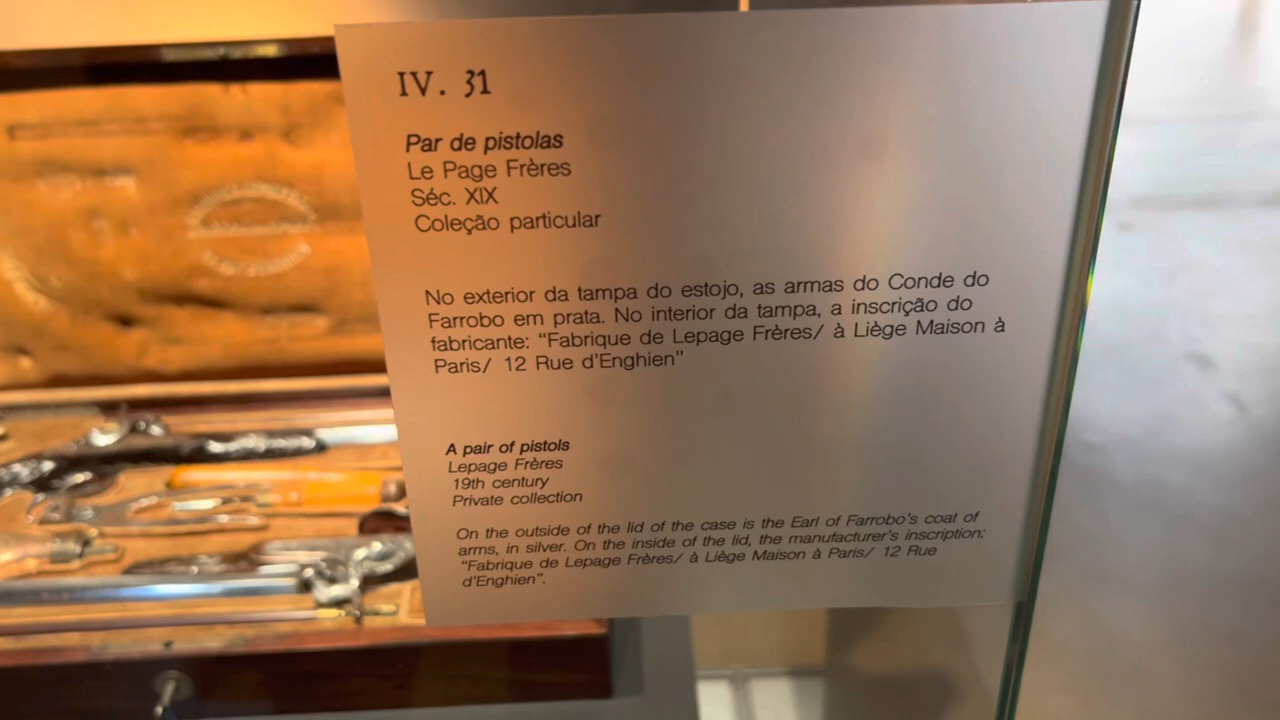 IV. 31
Par de pistolas
Le Page Frères
Séc. XIX
Coleção particular
No exterior da tampa do estojo, as armas do Conde do
Farrobo em prata. No interior da tampa, a inscrição do
fabricante: “Fabrique de Lepage Frères/ à Liège Maison à
Paris/ 12 Rue d’Enghien”
A pair of pistols
Lepage Frères
19th century
Private collection
On the outside of the lid of the case is the Earl of Farrobo’s coat of
arms, in silver. On the inside of the lid, the manufacturer’s inscription:
“Fabrique de Lepage Frères/ à Liège Maison à Paris/ 12 Rue
d’Enghien”.